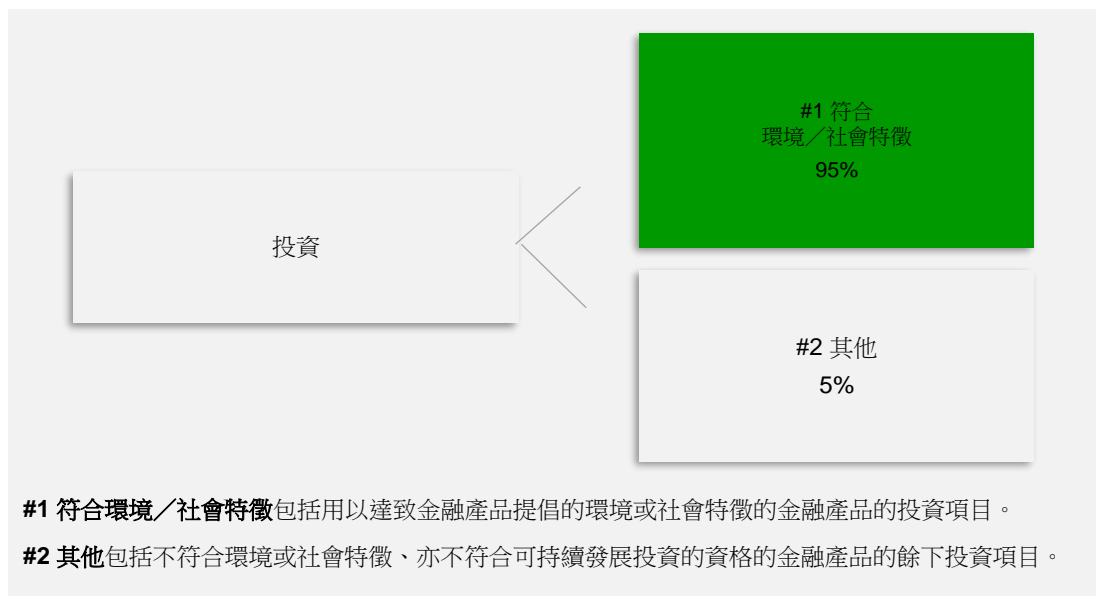 #1 符合
環境／社會特徵
95%
投資
#2 其他
5%
#1 符合環境／社會特徵包括用以達致金融產品提倡的環境或社會特徵的金融產品的投資項目。
#2 其他包括不符合環境或社會特徵、亦不符合可持續發展投資的資格的金融產品的餘下投資項目。